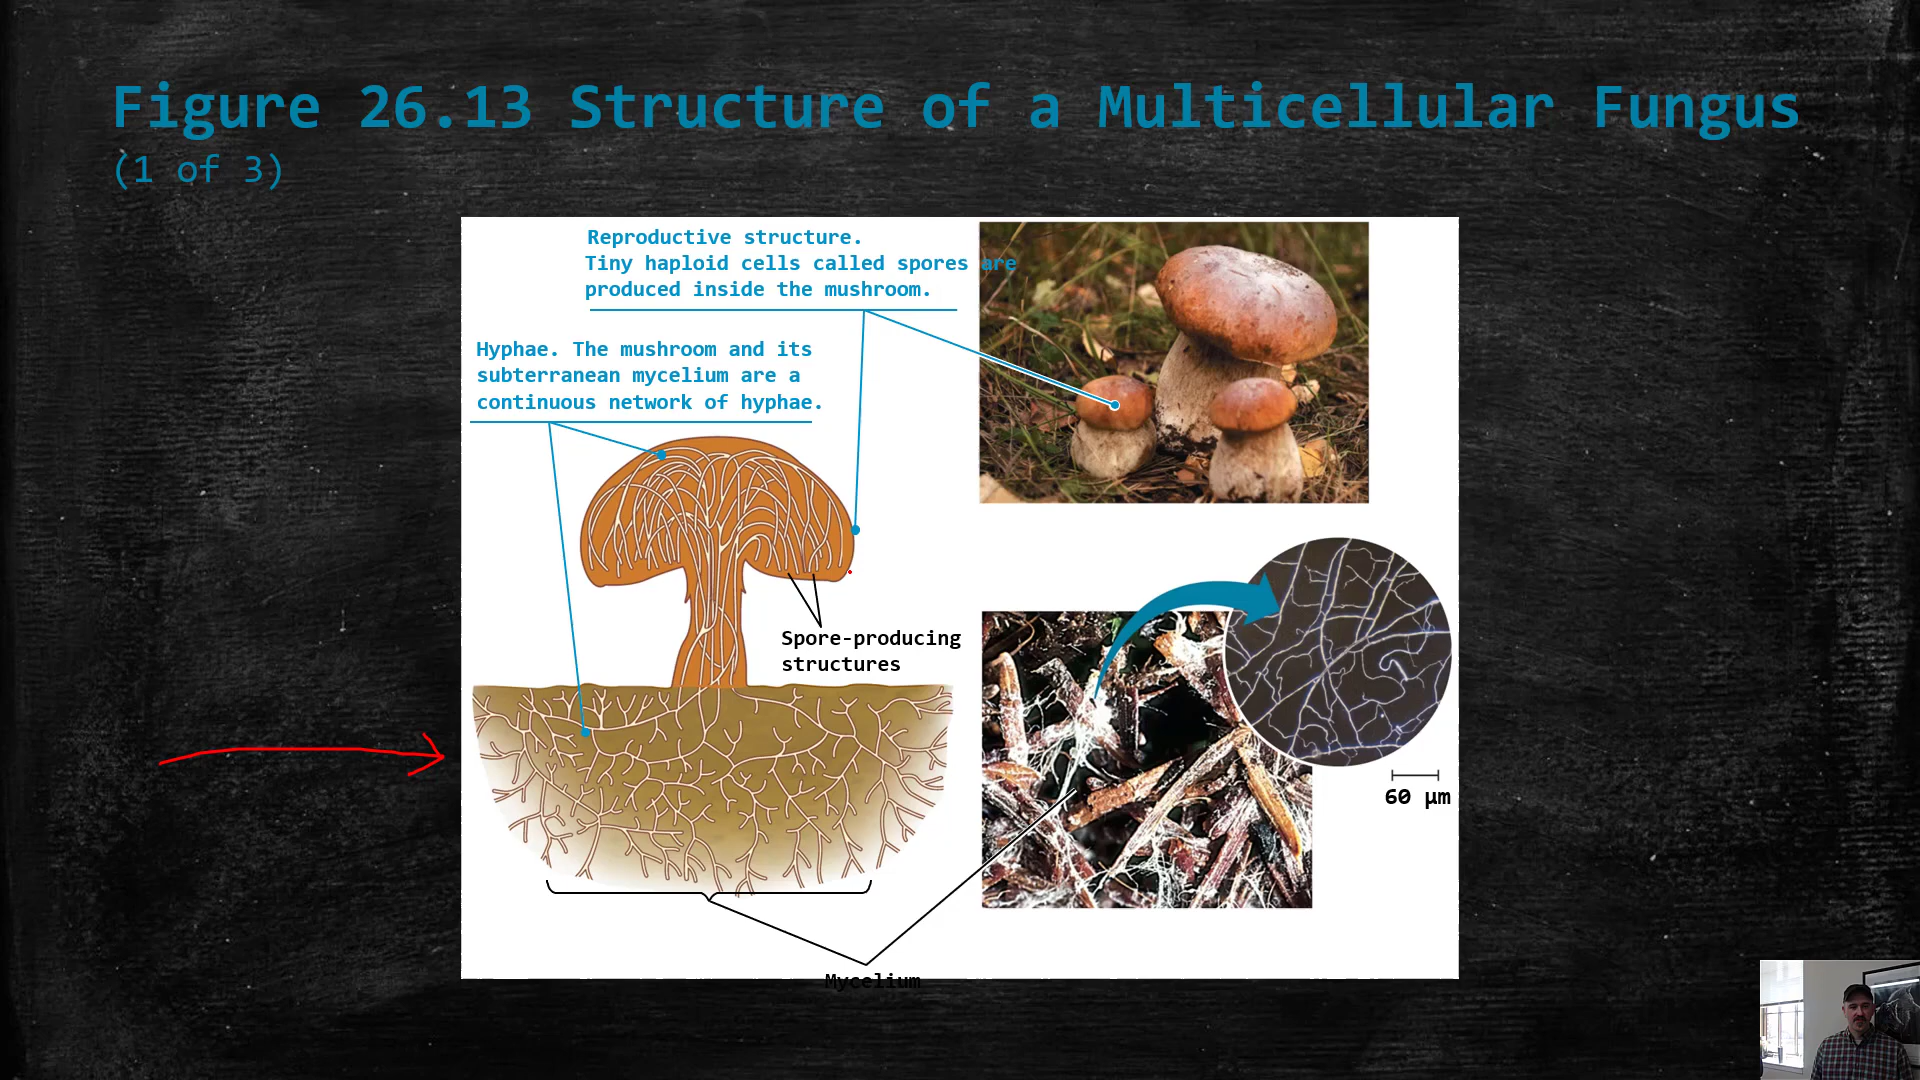 Figure 26.13 Structure of a Multicellular Fungus
(1 of 3)
Reproductive structure.
Tiny haploid cells called spores are
produced inside the mushroom.
Hyphae. The mushroom and its
subterranean mycelium are a
continuous network of hyphae.
Spore-producing
structures
60 µm
Mycelium